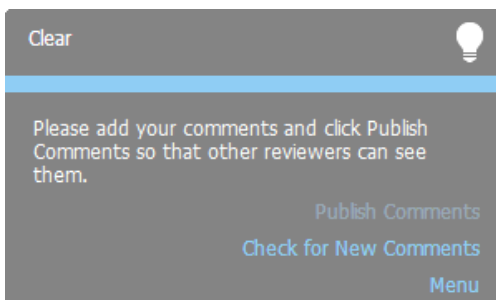 Clear
Please add your comments and click Publish
Comments so that other reviewers can see
them.
Publish Comments
Check for New Comments
Menu